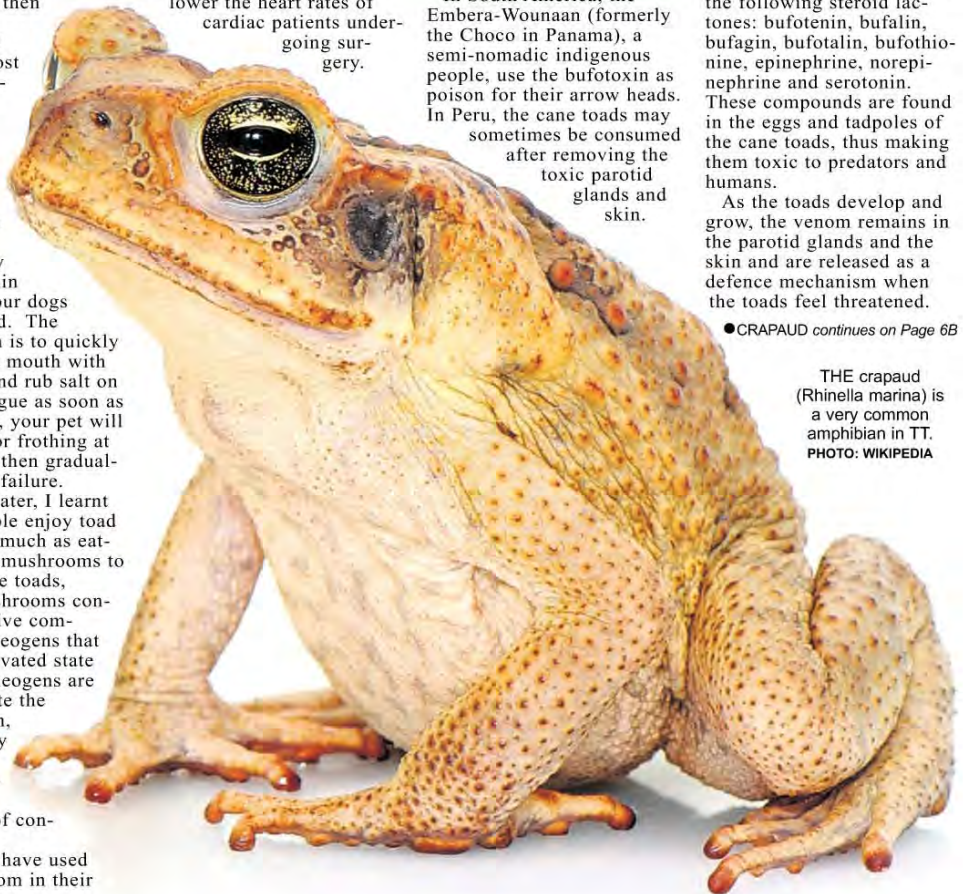 then
ost
in
our dogs
d. The
n is to quickly
mouth with
nd rub salt on
gue as soon as
, your pet will
or frothing at
then gradual-
failure.
ater, I learnt
ple enjoy toad
much as eat-
mushrooms to
e toads,
shrooms con-
ive com-
eogens that
vated state
eogens are
te the
n,
y
of con-
have used
om in their
lower the heart rates of
cardiac patients under-
going sur-
gery.
Embera-Wounaan (formerly
the Choco in Panama), a
semi-nomadic indigenous
people, use the bufotoxin as
poison for their arrow heads.
In Peru, the cane toads may
sometimes be consumed
after removing the
toxic parotid
glands and
skin.
the following steroid lac-
tones: bufotenin, bufalin,
bufagin, bufotalin, bufothio-
nine, epinephrine, norepi-
nephrine and serotonin.
These compounds are found
in the eggs and tadpoles of
the cane toads, thus making
them toxic to predators and
humans.
As the toads develop and
grow, the venom remains in
the parotid glands and the
skin and are released as a
defence mechanism when
the toads feel threatened.
●CRAPAUD continues on Page 6B
THE crapaud
(Rhinella marina) is
a very common
amphibian in TT.
PHOTO: WIKIPEDIA